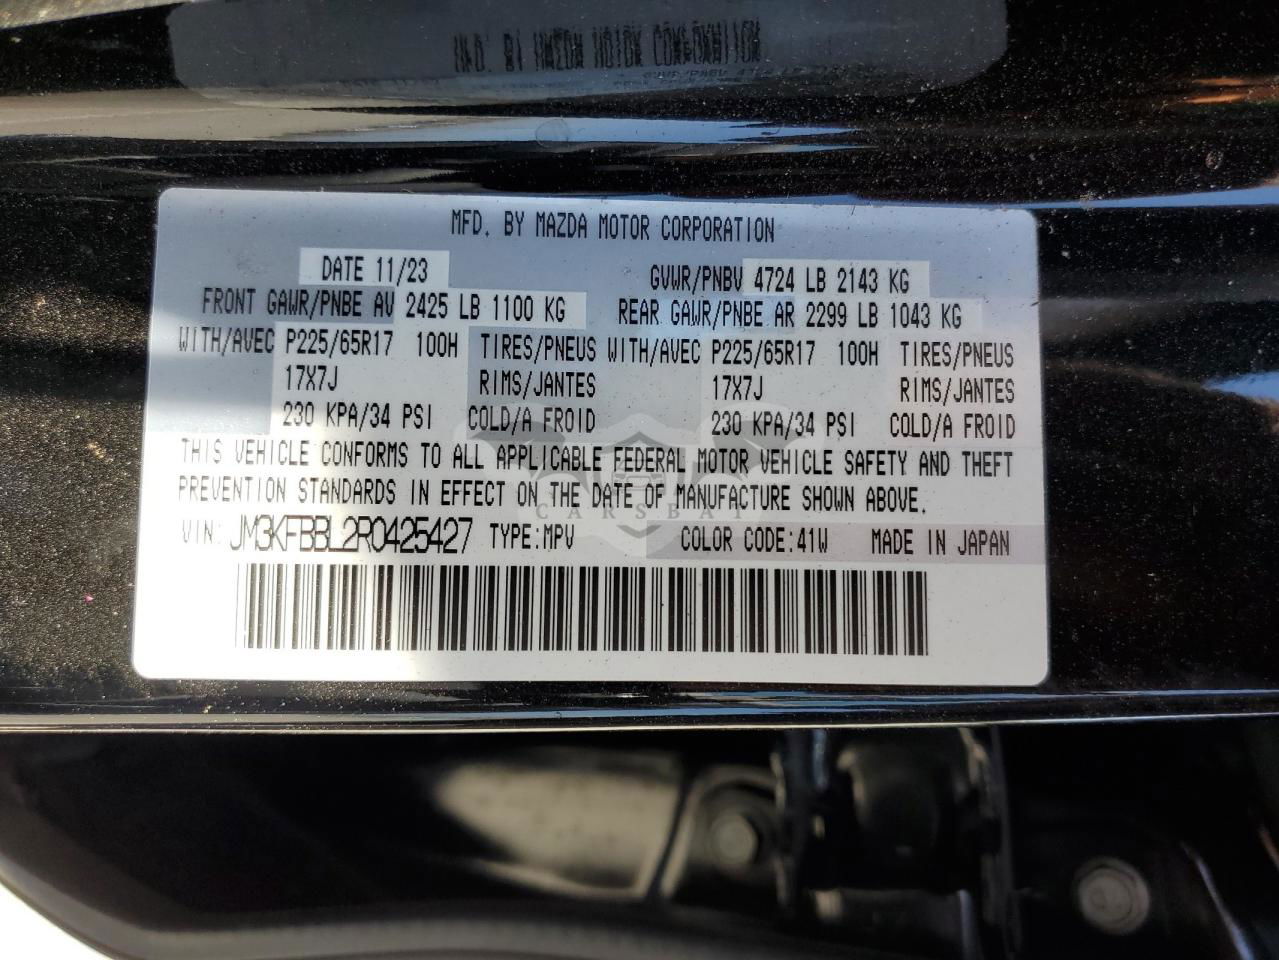 MFD. BY MAZDA MOTOR CORPORATION
DATE 11/23 GVWR/PNBV 4724 LB 2143 KG
FRONT GAWR/PNBE AV 2425 LB 1100 KG REAR GAWR/PNBE AR 2299 LB 1043 KG
WITH/AVEC P225/65R17 100H TIRES/PNEUS WITH/AVEC P225/65R17 100H TIRES/PNEUS
17X7J RIMS/JANTES 17X7J RIMS/JANTES
230 KPA/34 PSI COLD/A FROID 230 KPA/34 PSI COLD/A FROID
THIS VEHICLE CONFORMS TO ALL APPLICABLE FEDERAL MOTOR VEHICLE SAFETY AND THEFT
PREVENTION STANDARDS IN EFFECT ON THE DATE OF MANUFACTURE SHOWN ABOVE.
CARSBAT
VIN: JM3KFBBL2R0425427 TYPE:MPV COLOR CODE:41W MADE IN JAPAN